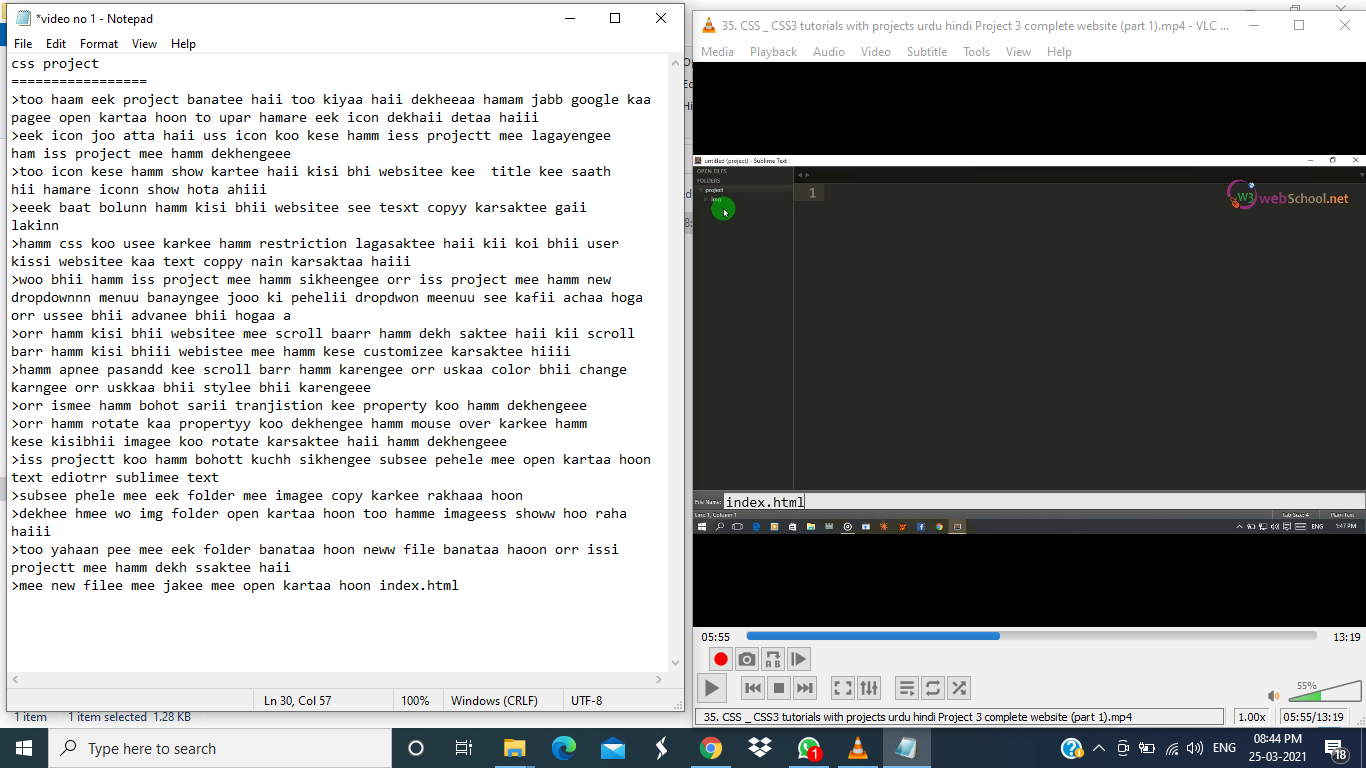 *video no 1 - Notepad
File Edit Format View Help
css project
=================
>too haam eek project banatee haii too kiyaa haii dekheeaa hamam jabb google kaa
pagee open kartaa hoon to upar hamare eek icon dekhaii detaa haiii
>eek icon joo atta haii uss icon koo kese hamm iess projectt mee lagayengee
ham iss project mee hamm dekhengeee
>too icon kese hamm show kartee haii kisi bhi websitee kee  title kee saath
hii hamare iconn show hota ahiii
>eeek baat bolunn hamm kisi bhii websitee see tesxt copyy karsaktee gaii
lakinn
>hamm css koo usee karkee hamm restriction lagasaktee haii kii koi bhii user
kissi websitee kaa text coppy nain karsaktaa haiii
>woo bhii hamm iss project mee hamm sikheengee orr iss project mee hamm new
dropdownnn menuu banayngee jooo ki pehelii dropdwon meenuu see kafii achaa hoga
orr ussee bhii advanee bhii hogaa a
>orr hamm kisi bhii websitee mee scroll baarr hamm dekh saktee haii kii scroll
barr hamm kisi bhiii webistee mee hamm kese customizee karsaktee hiiii
>hamm apnee pasandd kee scroll barr hamm karengee orr uskaa color bhii change
karngee orr uskkaa bhii stylee bhii karengeee
>orr ismee hamm bohot sarii tranjistion kee property koo hamm dekhengeee
>orr hamm rotate kaa propertyy koo dekhengee hamm mouse over karkee hamm
kese kisibhii imagee koo rotate karsaktee haii hamm dekhengeee
>iss projectt koo hamm bohott kuchh sikhengee subsee pehele mee open kartaa hoon
text ediotrr sublimee text
>subsee phele mee eek folder mee imagee copy karkee rakhaaa hoon
>dekhee hmee wo img folder open kartaa hoon too hamme imageess showw hoo raha
haiii
>too yahaan pee mee eek folder banataa hoon neww file banataa haoon orr issi
projectt mee hamm dekh ssaktee haii
>mee new filee mee jakee mee open kartaa hoon index.html
Ln 30, Col 57 100% Windows (CRLF) UTF-8
1 item 1 item selected 1.28 KB
35. CSS _ CSS3 tutorials with projects urdu hindi Project 3 complete website (part 1).mp4 - VLC ...
Media Playback Audio Video Subtitle Tools View Help
untitled (project) - Sublime Text
OPEN FILES
FOLDERS
project
img
1
W3 webSchool.net
File Name: index.html
Line 1, Column 1 Tab Size: 4 Plain Text
ENG 1:47 PM
05:55 13:19
A B
55%
35. CSS _ CSS3 tutorials with projects urdu hindi Project 3 complete website (part 1).mp4 1.00x 05:55/13:19
Type here to search
1
ENG
08:44 PM
25-03-2021
18